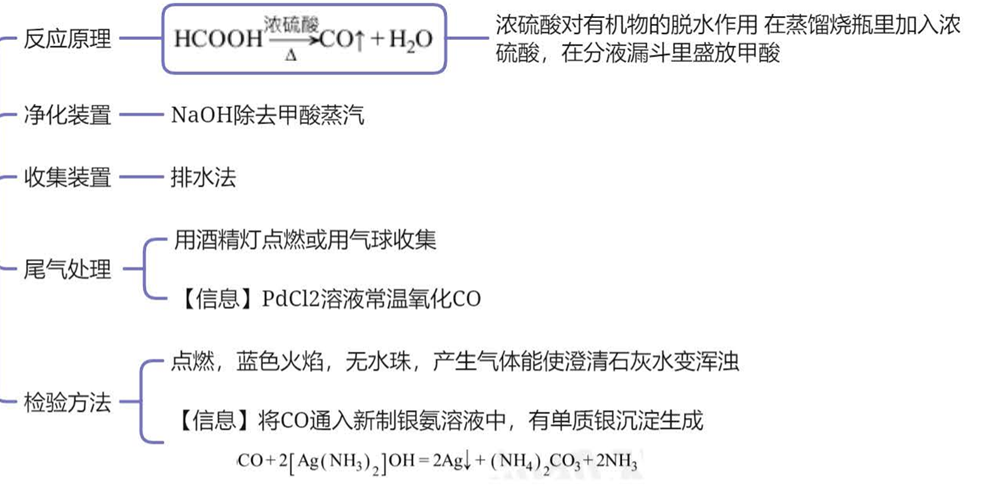 反应原理
HCOOH浓硫酸→ΔCO↑+H₂O
浓硫酸对有机物的脱水作用 在蒸馏烧瓶里加入浓
硫酸，在分液漏斗里盛放甲酸
净化装置
NaOH除去甲酸蒸汽
收集装置
排水法
尾气处理
用酒精灯点燃或用气球收集
【信息】PdCl2溶液常温氧化CO
检验方法
点燃，蓝色火焰，无水珠，产生气体能使澄清石灰水变浑浊
【信息】将CO通入新制银氨溶液中，有单质银沉淀生成
CO+2[Ag(NH₃)₂]OH=2Ag↓+(NH₄)₂CO₃+2NH₃